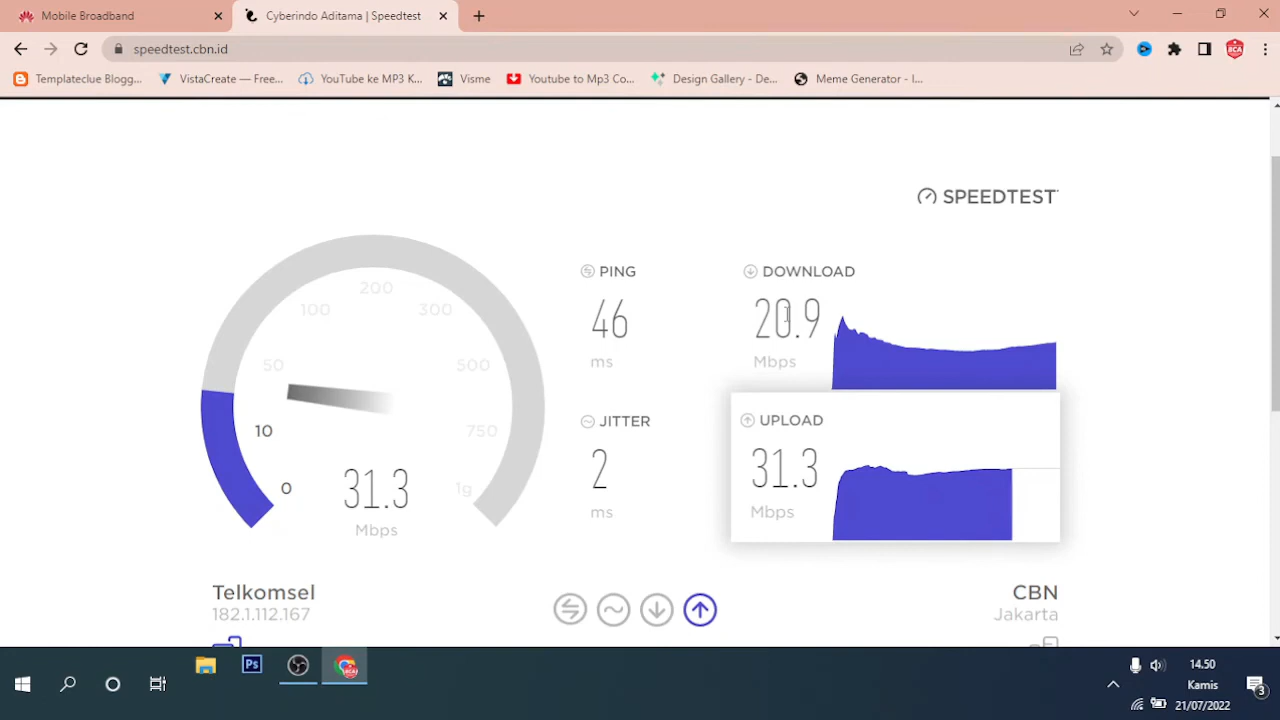 Mobile Broadband
Cyberindo Aditama | Speedtest
speedtest.cbn.id
Templateclue Blogg...
VistaCreate — Free...
YouTube ke MP3 K...
Visme
Youtube to Mp3 Co...
Design Gallery - De...
Meme Generator - I...
SPEEDTEST
PING
46
ms
DOWNLOAD
20.9
Mbps
JITTER
2
ms
UPLOAD
31.3
Mbps
0
10
50
100
200
300
500
750
1g
31.3
Mbps
Telkomsel
182.1.112.167
CBN
Jakarta
Ps
14.50
Kamis
21/07/2022
3